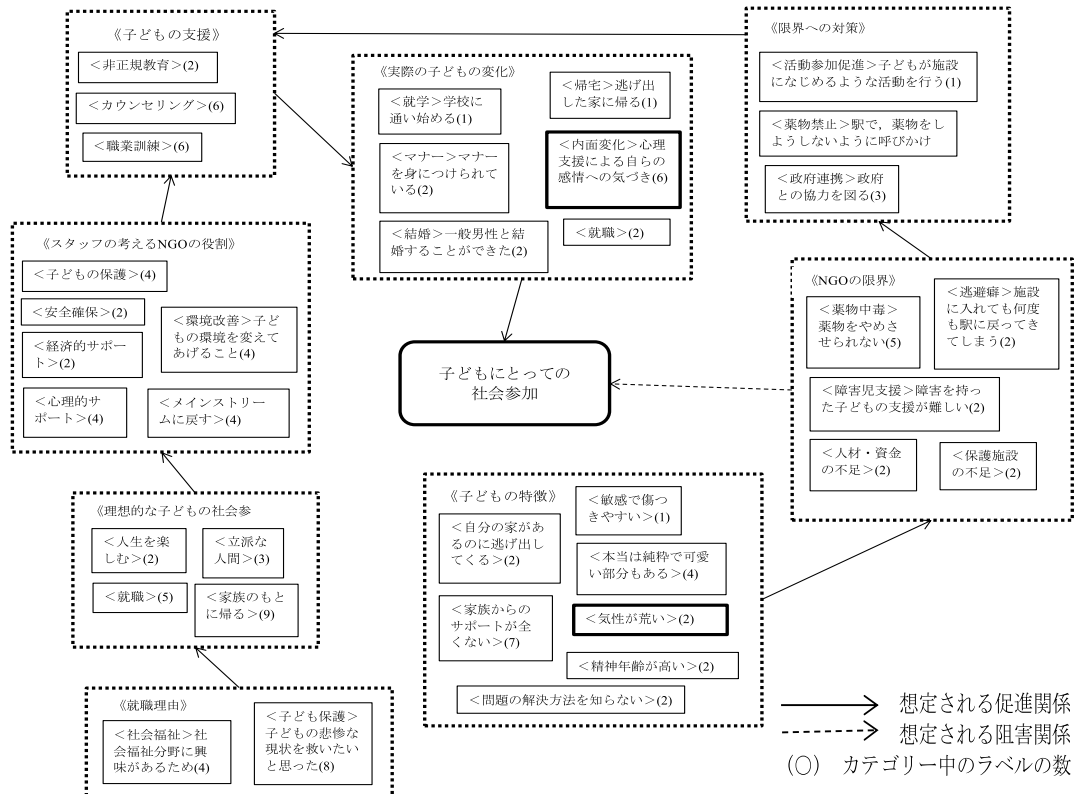 《子どもの支援》
＜非正規教育＞(2)
＜カウンセリング＞(6)
＜職業訓練＞(6)
《実際の子どもの変化》
＜就学＞学校に
通い始める(1)
＜帰宅＞逃げ出
した家に帰る(1)
＜マナー＞マナー
を身につけられて
いる(2)
＜内面変化＞心理
支援による自らの
感情への気づき(6)
＜結婚＞一般男性と結
婚することができた(2)
＜就職＞(2)
《限界への対策》
＜活動参加促進＞子どもが施設
になじめるような活動を行う(1)
＜薬物禁止＞駅で，薬物をし
ようしないように呼びかけ
＜政府連携＞政府
との協力を図る(3)
《スタッフの考えるNGOの役割》
＜子どもの保護＞(4)
＜安全確保＞(2)
＜経済的サポー
ト＞(2)
＜環境改善＞子ど
もの環境を変えて
あげること(4)
＜心理的サ
ポート＞(4)
＜メインストリー
ムに戻す＞(4)
子どもにとっての
社会参加
《NGOの限界》
＜薬物中毒＞
薬物をやめさ
せられない(5)
＜逃避癖＞施設
に入れても何度
も駅に戻ってき
てしまう(2)
＜障害児支援＞障害を持っ
た子どもの支援が難しい(2)
＜人材・資金
の不足＞(2)
＜保護施設
の不足＞(2)
《理想的な子どもの社会参
＜人生を楽
しむ＞(2)
＜立派な
人間＞(3)
＜就職＞(5)
＜家族のもと
に帰る＞(9)
《子どもの特徴》
＜敏感で傷つ
きやすい＞(1)
＜自分の家があ
るのに逃げ出し
てくる＞(2)
＜本当は純粋で可愛
い部分もある＞(4)
＜家族からの
サポートが全
くない＞(7)
＜気性が荒い＞(2)
＜精神年齢が高い＞(2)
＜問題の解決方法を知らない＞(2)
《就職理由》
＜社会福祉＞社
会福祉分野に興
味があるため(4)
＜子ども保護＞
子どもの悲惨な
現状を救いたい
と思った(8)
想定される促進関係
想定される阻害関係
(〇) カテゴリー中のラベルの数